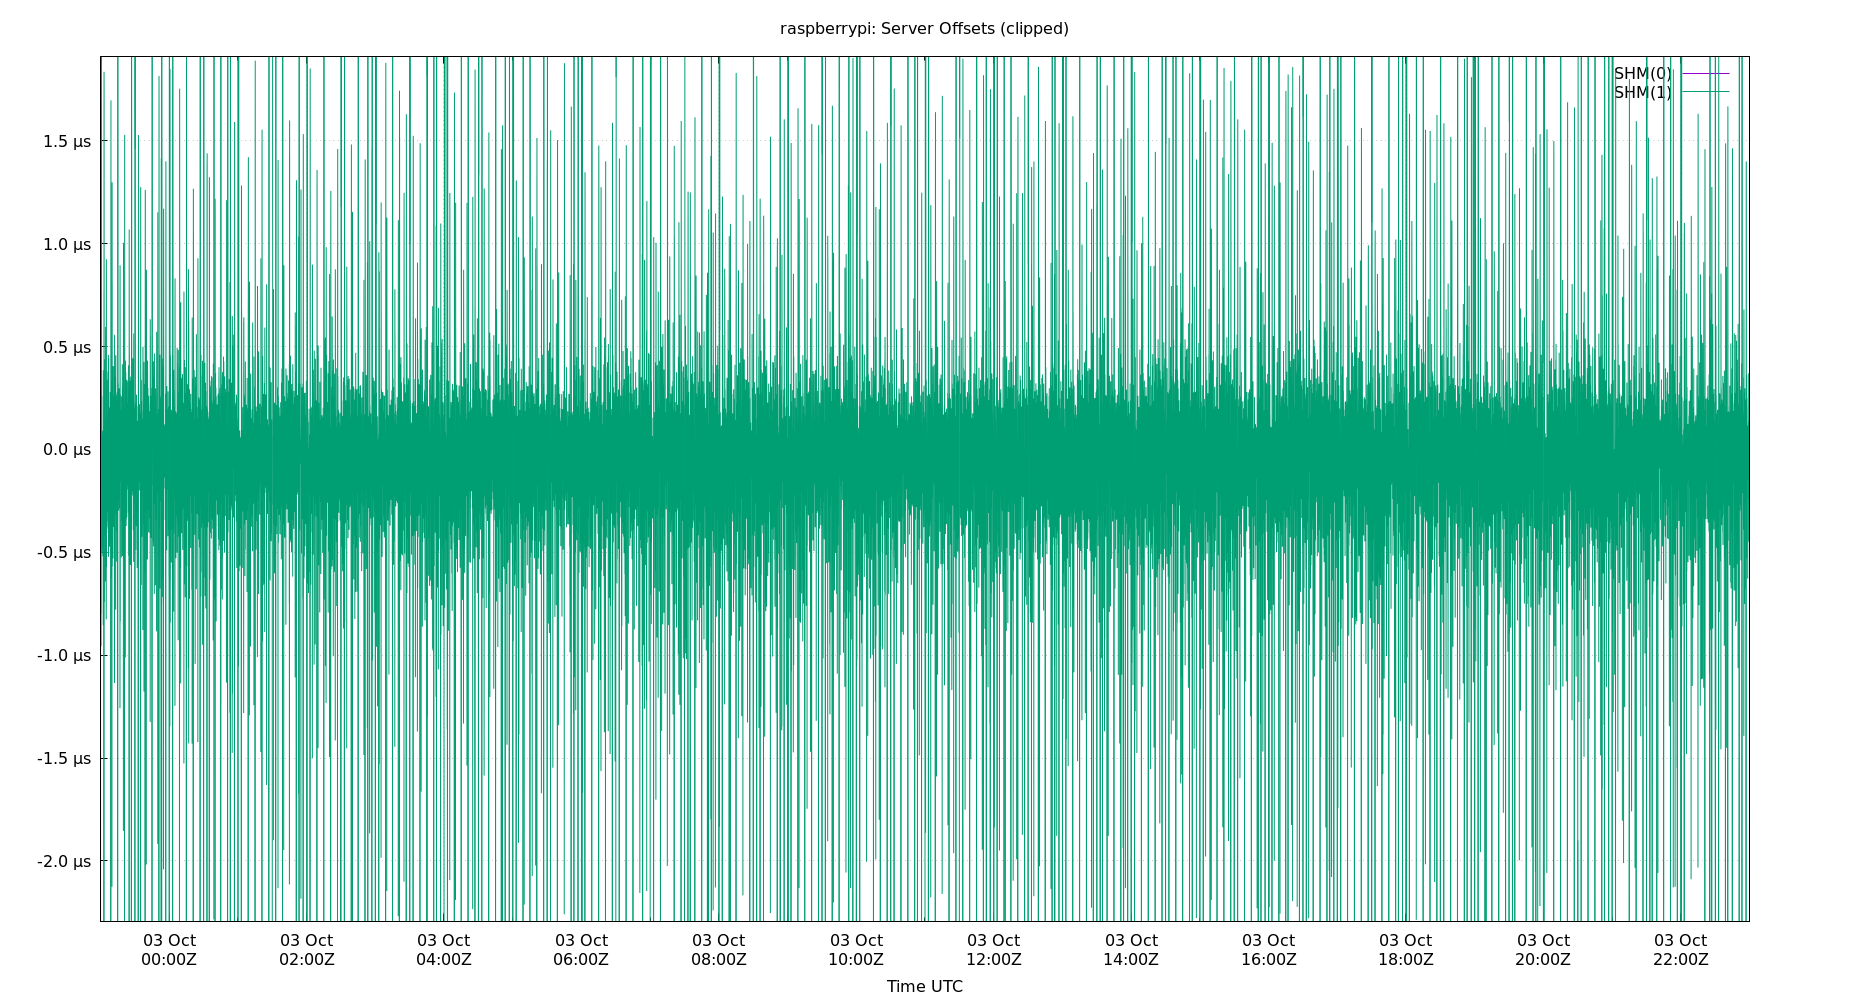 raspberrypi: Server Offsets (clipped)
SHM(0)
SHM(1)
1.5 µs
1.0 µs
0.5 µs
0.0 µs
-0.5 µs
-1.0 µs
-1.5 µs
-2.0 µs
03 Oct 03 Oct 03 Oct 03 Oct 03 Oct 03 Oct 03 Oct 03 Oct 03 Oct 03 Oct 03 Oct 03 Oct
00:00Z 02:00Z 04:00Z 06:00Z 08:00Z 10:00Z 12:00Z 14:00Z 16:00Z 18:00Z 20:00Z 22:00Z
Time UTC